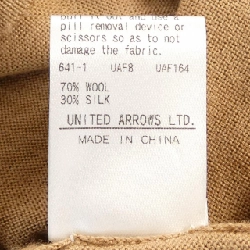 pill removal device or
scissors so as to not
damage the fabric.
641-1 UAF8 UAF164
70% WOOL
30% SILK
UNITED ARROWS LTD.
MADE IN CHINA